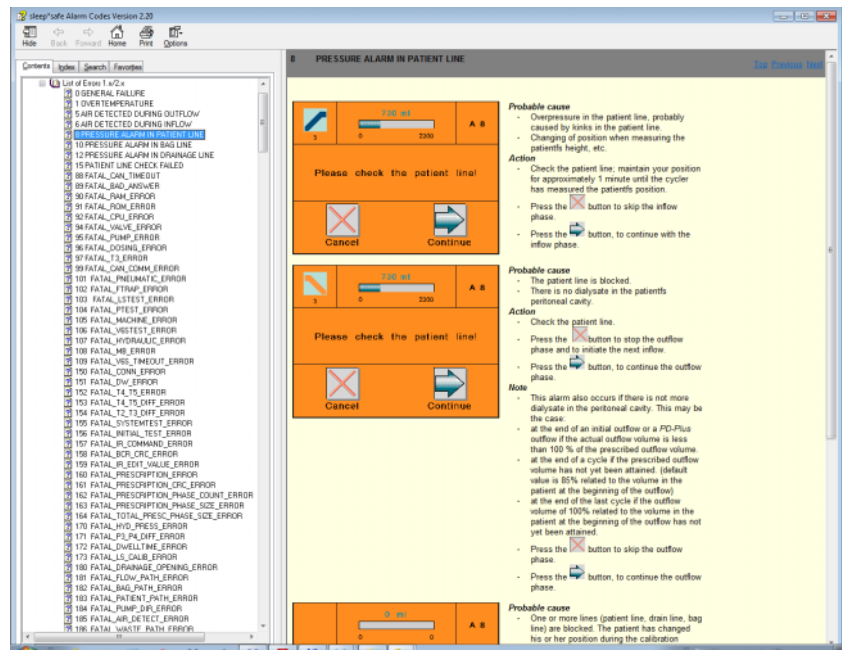 sleep•safe Alarm Codes Version 2.20
Hide Back Forward Home Print Options
Contents Index Search Favorites
List of Errors 1.x/2.x
0 GENERAL FAILURE
1 OVERTEMPERATURE
5 AIR DETECTED DURING OUTFLOW
6 AIR DETECTED DURING INFLOW
8 PRESSURE ALARM IN PATIENT LINE
10 PRESSURE ALARM IN BAG LINE
12 PRESSURE ALARM IN DRAINAGE LINE
15 PATIENT LINE CHECK FAILED
88 FATAL_CAN_TIMEOUT
89 FATAL_BAD_ANSWER
90 FATAL_RAM_ERROR
91 FATAL_ROM_ERROR
92 FATAL_CPU_ERROR
94 FATAL_VALVE_ERROR
95 FATAL_PUMP_ERROR
96 FATAL_DOSING_ERROR
97 FATAL_T3_ERROR
99 FATAL_CAN_COMM_ERROR
101 FATAL_PNEUMATIC_ERROR
102 FATAL_FTRAP_ERROR
103 FATAL_LSTEST_ERROR
104 FATAL_PTEST_ERROR
105 FATAL_MACHINE_ERROR
106 FATAL_V6STEST_ERROR
107 FATAL_HYDRAULIC_ERROR
108 FATAL_MB_ERROR
109 FATAL_V6S_TIMEOUT_ERROR
150 FATAL_CONN_ERROR
151 FATAL_DW_ERROR
152 FATAL_T4_T5_ERROR
153 FATAL_T4_T5_DIFF_ERROR
154 FATAL_T2_T3_DIFF_ERROR
155 FATAL_SYSTEMTEST_ERROR
156 FATAL_INITIAL_TEST_ERROR
157 FATAL_IR_COMMAND_ERROR
158 FATAL_BCR_CRC_ERROR
159 FATAL_IR_EDIT_VALUE_ERROR
160 FATAL_PRESCRIPTION_ERROR
161 FATAL_PRESCRIPTION_CRC_ERROR
162 FATAL_PRESCRIPTION_PHASE_COUNT_ERROR
163 FATAL_PRESCRIPTION_PHASE_SIZE_ERROR
164 FATAL_TOTAL_PRESC_PHASE_SIZE_ERROR
170 FATAL_HYD_PRESS_ERROR
171 FATAL_P3_P4_DIFF_ERROR
172 FATAL_DWELLTIME_ERROR
173 FATAL_LS_CALIB_ERROR
180 FATAL_DRAINAGE_OPENING_ERROR
181 FATAL_FLOW_PATH_ERROR
182 FATAL_BAG_PATH_ERROR
183 FATAL_PATIENT_PATH_ERROR
184 FATAL_PUMP_DIR_ERROR
185 FATAL_AIR_DETECT_ERROR
186 FATAL_WASTE_PATH_ERROR
8 PRESSURE ALARM IN PATIENT LINE
Top Previous Next
730 ml
A 8
3 0 2300
Please check the patient line!
Cancel Continue
Probable cause
- Overpressure in the patient line, probably
caused by kinks in the patient line.
- Changing of position when measuring the
patientfs height, etc.
Action
- Check the patient line; maintain your position
for approximately 1 minute until the cycler
has measured the patientfs position.
- Press the button to skip the inflow
phase.
- Press the button, to continue with the
inflow phase.
730 ml
A 8
3 0 2300
Please check the patient line!
Cancel Continue
Probable cause
- The patient line is blocked.
- There is no dialysate in the patientfs
peritoneal cavity.
Action
- Check the patient line.
- Press the button to stop the outflow
phase and to initiate the next inflow.
- Press the button, to continue the outflow
phase.
Note
- This alarm also occurs if there is not more
dialysate in the peritoneal cavity. This may be
the case:
- at the end of an initial outflow or a PD-Plus
outflow if the actual outflow volume is less
than 100 % of the prescribed outflow volume.
- at the end of a cycle if the prescribed outflow
volume has not yet been attained. (default
value is 85% related to the volume in the
patient at the beginning of the outflow)
- at the end of the last cycle if the outflow
volume of 100% related to the volume in the
patient at the beginning of the outflow has not
yet been attained.
- Press the button to skip the outflow
phase.
- Press the button, to continue the outflow
phase.
0 ml
A 8
0 0
Probable cause
- One or more lines (patient line, drain line, bag
line) are blocked. The patient has changed
his or her position during the calibration